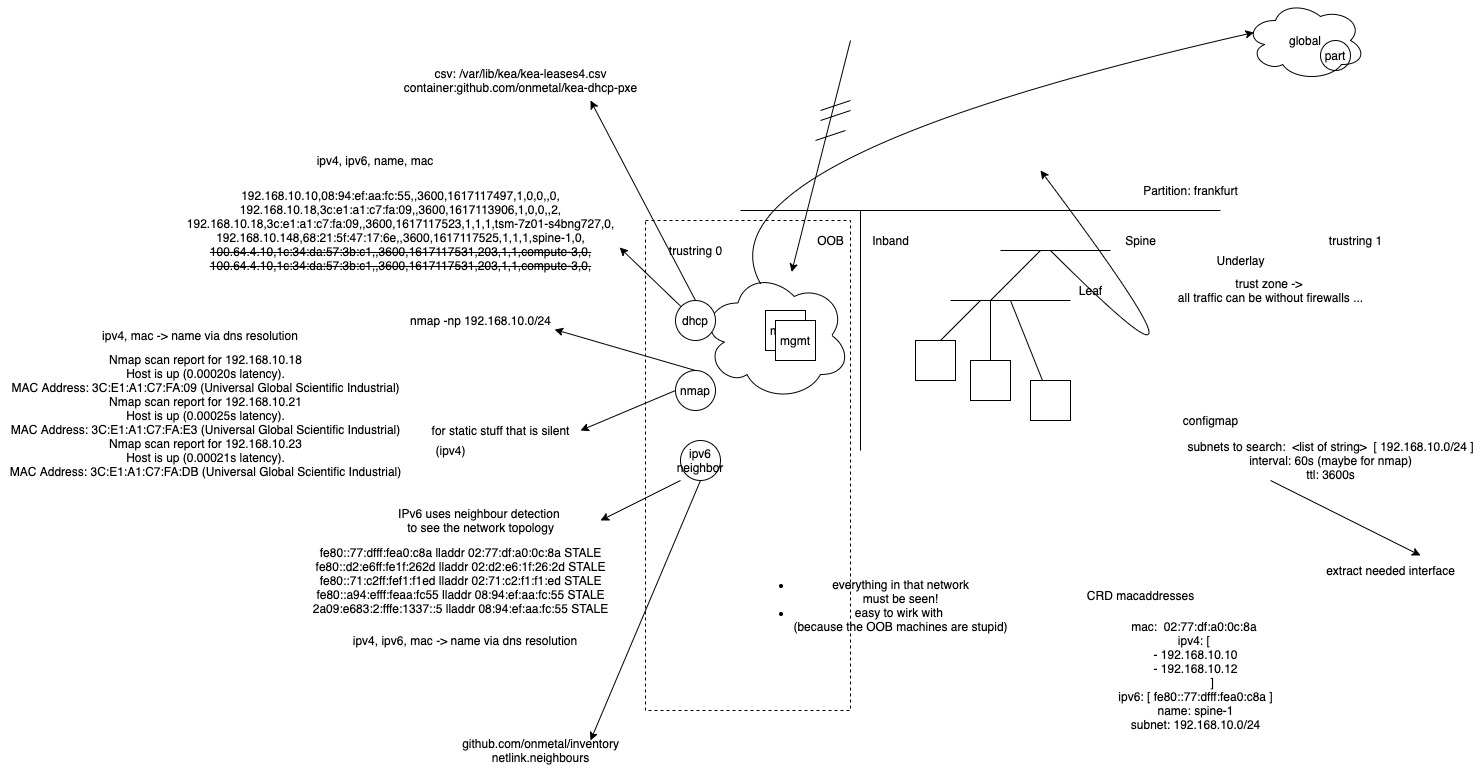 global
part
csv: /var/lib/kea/kea-leases4.csv
container:github.com/onmetal/kea-dhcp-pxe
ipv4, ipv6, name, mac
192.168.10.10,08:94:ef:aa:fc:55,,3600,1617117497,1,0,0,,0,
192.168.10.18,3c:e1:a1:c7:fa:09,,3600,1617113906,1,0,0,,2,
192.168.10.18,3c:e1:a1:c7:fa:09,,3600,1617117523,1,1,1,tsm-7z01-s4bng727,0,
192.168.10.148,68:21:5f:47:17:6e,,3600,1617117525,1,1,1,spine-1,0,
100.64.4.10,1c:34:da:57:3b:c1,,3600,1617117531,203,1,1,compute-3,0,
100.64.4.10,1c:34:da:57:3b:c1,,3600,1617117531,203,1,1,compute-3,0,
Partition: frankfurt
trustring 0
OOB
Inband
Spine
trustring 1
Underlay
trust zone ->
all traffic can be without firewalls ...
Leaf
dhcp
mgmt
nmap -np 192.168.10.0/24
ipv4, mac -> name via dns resolution
Nmap scan report for 192.168.10.18
Host is up (0.00020s latency).
MAC Address: 3C:E1:A1:C7:FA:09 (Universal Global Scientific Industrial)
Nmap scan report for 192.168.10.21
Host is up (0.00025s latency).
MAC Address: 3C:E1:A1:C7:FA:E3 (Universal Global Scientific Industrial)
Nmap scan report for 192.168.10.23
Host is up (0.00021s latency).
MAC Address: 3C:E1:A1:C7:FA:DB (Universal Global Scientific Industrial)
nmap
for static stuff that is silent
(ipv4)
ipv6
neighbor
configmap
subnets to search: <list of string> [ 192.168.10.0/24 ]
interval: 60s (maybe for nmap)
ttl: 3600s
IPv6 uses neighbour detection
to see the network topology
fe80::77:dfff:fea0:c8a lladdr 02:77:df:a0:0c:8a STALE
fe80::d2:e6ff:fe1f:262d lladdr 02:d2:e6:1f:26:2d STALE
fe80::71:c2ff:fef1:f1ed lladdr 02:71:c2:f1:f1:ed STALE
fe80::a94:efff:feaa:fc55 lladdr 08:94:ef:aa:fc:55 STALE
2a09:e683:2:fffe:1337::5 lladdr 08:94:ef:aa:fc:55 STALE
ipv4, ipv6, mac -> name via dns resolution
• everything in that network
must be seen!
• easy to wirk with
(because the OOB machines are stupid)
extract needed interface
CRD macaddresses
mac: 02:77:df:a0:0c:8a
ipv4: [
- 192.168.10.10
- 192.168.10.12
]
ipv6: [ fe80::77:dfff:fea0:c8a ]
name: spine-1
subnet: 192.168.10.0/24
github.com/onmetal/inventory
netlink.neighbours